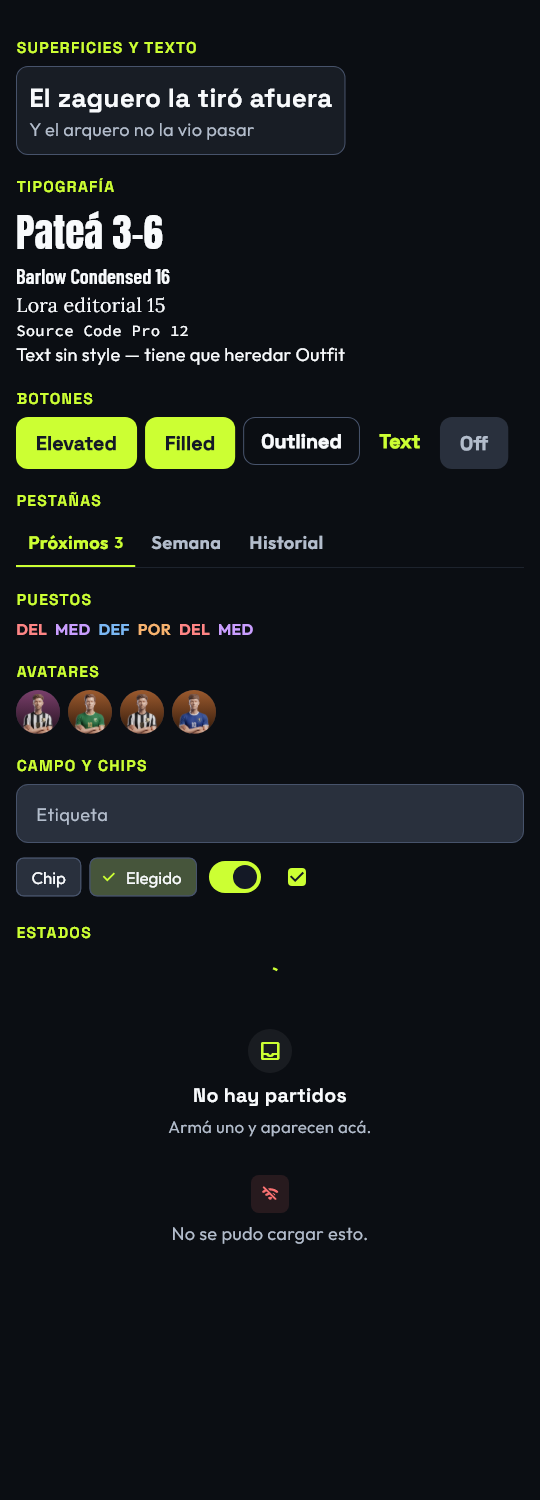 SUPERFICIES Y TEXTO
El zaguero la tiró afuera
Y el arquero no la vio pasar
TIPOGRAFÍA
Pateá 3-6
Barlow Condensed 16
Lora editorial 15
Source Code Pro 12
Text sin style — tiene que heredar Outfit
BOTONES
Elevated Filled Outlined Text Off
PESTAÑAS
Próximos 3 Semana Historial
PUESTOS
DEL MED DEF POR DEL MED
AVATARES
CAMPO Y CHIPS
Etiqueta
Chip Elegido
ESTADOS
No hay partidos
Armá uno y aparecen acá.
No se pudo cargar esto.